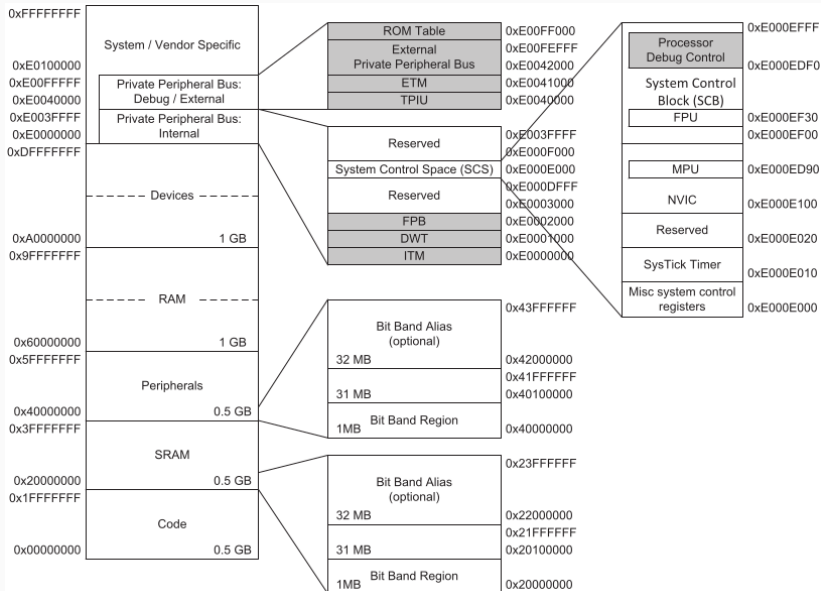 0xFFFFFFFF
System / Vendor Specific
0xE0100000
0xE00FFFFF
Private Peripheral Bus:
Debug / External
0xE0040000
0xE003FFFF
Private Peripheral Bus:
Internal
0xE0000000
0xDFFFFFFF
Devices
0xA0000000
1 GB
0x9FFFFFFF
RAM
0x60000000
1 GB
0x5FFFFFFF
Peripherals
0x40000000
0.5 GB
0x3FFFFFFF
SRAM
0x20000000
0.5 GB
0x1FFFFFFF
Code
0x00000000
0.5 GB
ROM Table
0xE00FF000
External
Private Peripheral Bus
0xE00FEFFF
0xE0042000
ETM
0xE0041000
TPIU
0xE0040000
Reserved
0xE003FFFF
0xE000F000
System Control Space (SCS)
0xE000E000
Reserved
0xE000DFFF
0xE0003000
FPB
0xE0002000
DWT
0xE0001000
ITM
0xE0000000
0x43FFFFFF
Bit Band Alias
(optional)
32 MB
0x42000000
0x41FFFFFF
31 MB
0x40100000
Bit Band Region
1MB
0x40000000
0x23FFFFFF
Bit Band Alias
(optional)
32 MB
0x22000000
0x21FFFFFF
31 MB
0x20100000
Bit Band Region
1MB
0x20000000
0xE000EFFF
Processor
Debug Control
0xE000EDF0
System Control
Block (SCB)
FPU
0xE000EF30
0xE000EF00
MPU
0xE000ED90
NVIC
0xE000E100
Reserved
0xE000E020
SysTick Timer
0xE000E010
Misc system control
registers
0xE000E000